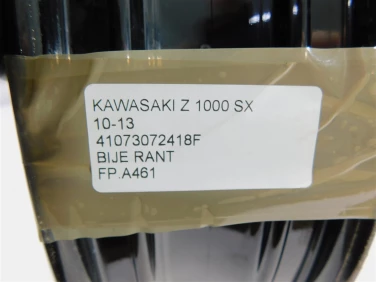 KAWASAKI Z 1000 SX
10-13
41073072418F
BIJE RANT
FP.A461